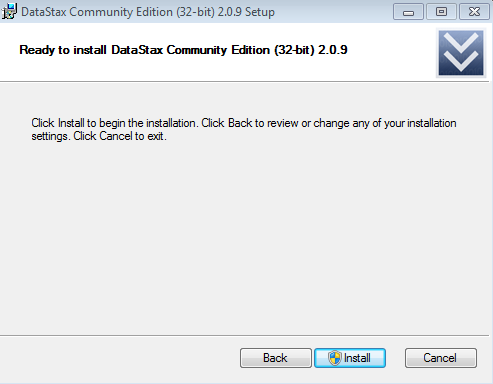 DataStax Community Edition (32-bit) 2.0.9 Setup
Ready to install DataStax Community Edition (32-bit) 2.0.9
Click Install to begin the installation. Click Back to review or change any of your installation
settings. Click Cancel to exit.
Back Install Cancel